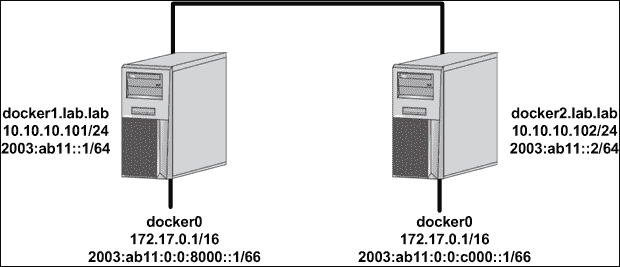 docker1.lab.lab
10.10.10.101/24
2003:ab11::1/64
docker2.lab.lab
10.10.10.102/24
2003:ab11::2/64
docker0
172.17.0.1/16
2003:ab11:0:0:8000::1/66
docker0
172.17.0.1/16
2003:ab11:0:0:c000::1/66